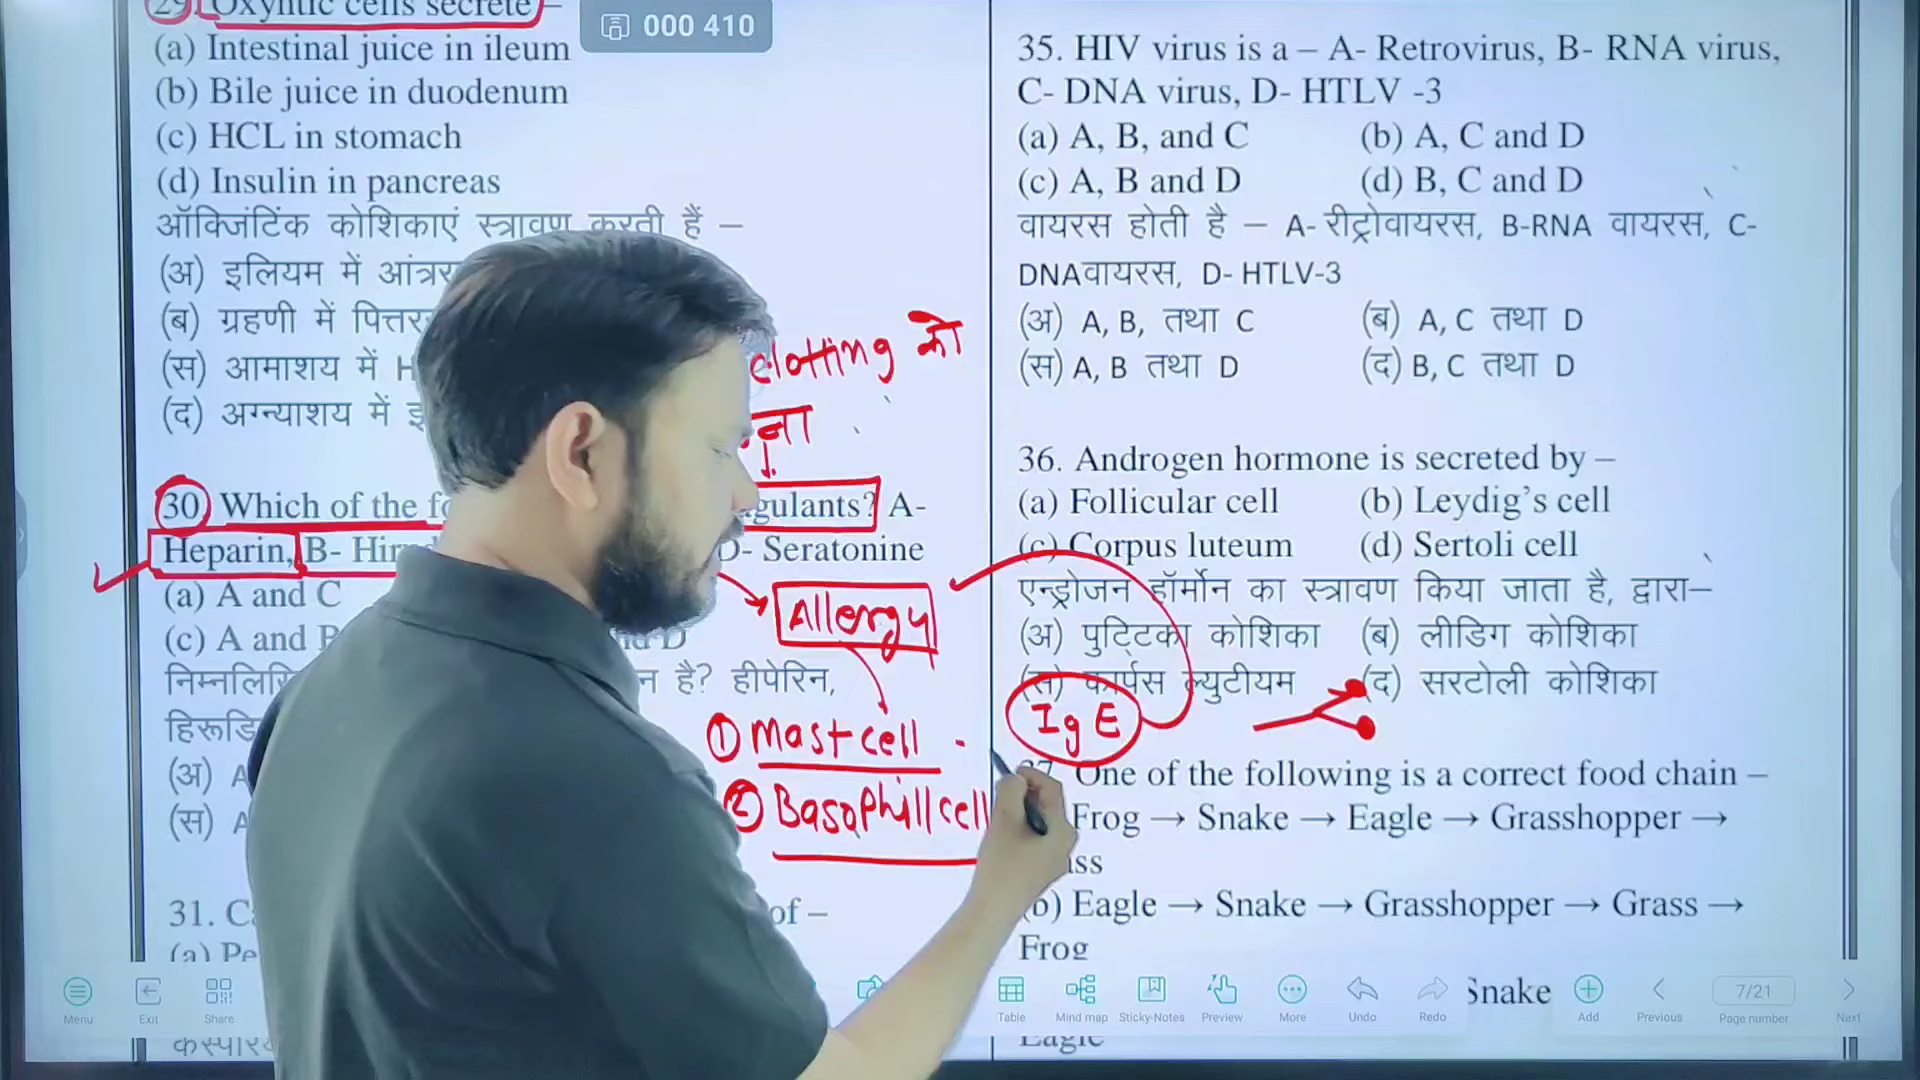 29. Oxyntic cells secrete –
(a) Intestinal juice in ileum
(b) Bile juice in duodenum
(c) HCL in stomach
(d) Insulin in pancreas
ऑक्जिंटिंक कोशिकाएं स्त्रावण करती हैं –
(अ) इलियम में
(ब) ग्रहणी में
(स) आमाशय में
(द) अग्न्याशय में
clotting को
30 Which of the
A-
Heparin, B-
D- Seratonine
(a) A and C
(c) A and
है? हीपेरिन,
(अ) A
(स) A
Allergy
① Mast cell -
② Basophill cell
31.
of –
(a)
000 410
35. HIV virus is a – A- Retrovirus, B- RNA virus,
C- DNA virus, D- HTLV -3
(a) A, B, and C (b) A, C and D
(c) A, B and D (d) B, C and D
वायरस होती है – A- रीट्रोवायरस, B-RNA वायरस, C-
DNAवायरस, D- HTLV-3
(अ) A, B, तथा C (ब) A, C तथा D
(स) A, B तथा D (द) B, C तथा D
36. Androgen hormone is secreted by –
(a) Follicular cell (b) Leydig's cell
(c) Corpus luteum (d) Sertoli cell
एन्ड्रोजन हॉर्मोन का स्त्रावण किया जाता है, द्वारा–
(अ) पुट्टिका कोशिका (ब) लीडिग कोशिका
(स) कार्पस ल्युटीयम (द) सरटोली कोशिका
IgE
37. One of the following is a correct food chain –
Frog → Snake → Eagle → Grasshopper →
(b) Eagle → Snake → Grasshopper → Grass →
Frog
Snake
Eagle
Menu Exit Share Table Mind map Sticky-Notes Preview More Undo Redo Add Previous 7/21 Page number Next